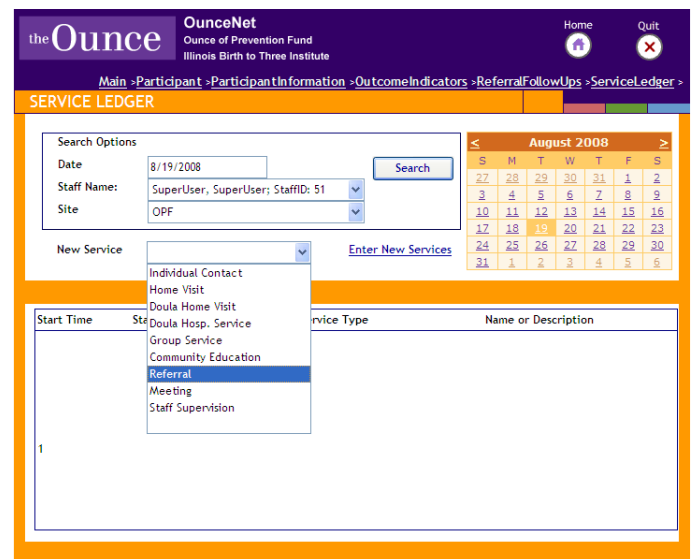 the Ounce
OunceNet
Ounce of Prevention Fund
Illinois Birth to Three Institute
Home
Quit
Main >Participant >ParticipantInformation >OutcomeIndicators >ReferralFollowUps >ServiceLedger >
SERVICE LEDGER
Search Options
Date
8/19/2008
Search
Staff Name:
SuperUser, SuperUser; StaffID: 51
Site
OPF
New Service
Enter New Services
Individual Contact
Home Visit
Doula Home Visit
Doula Hosp. Service
Group Service
Community Education
Referral
Meeting
Staff Supervision
< August 2008 >
S M T W T F S
27 28 29 30 31 1 2
3 4 5 6 7 8 9
10 11 12 13 14 15 16
17 18 19 20 21 22 23
24 25 26 27 28 29 30
31 1 2 3 4 5 6
Start Time
Type
Name or Description
1